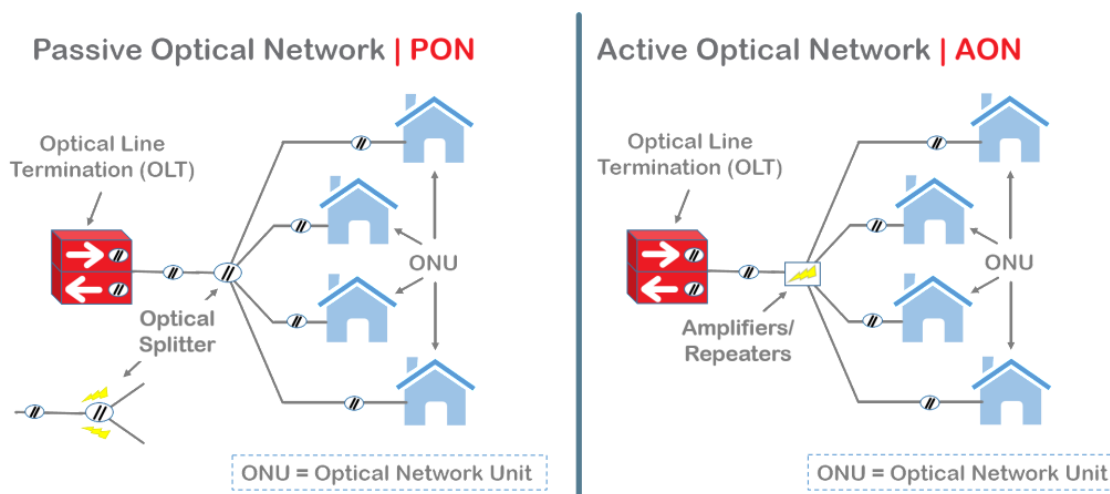 Passive Optical Network | PON
Optical Line
Termination (OLT)
ONU
Optical
Splitter
ONU = Optical Network Unit
Active Optical Network | AON
Optical Line
Termination (OLT)
ONU
Amplifiers/
Repeaters
ONU = Optical Network Unit